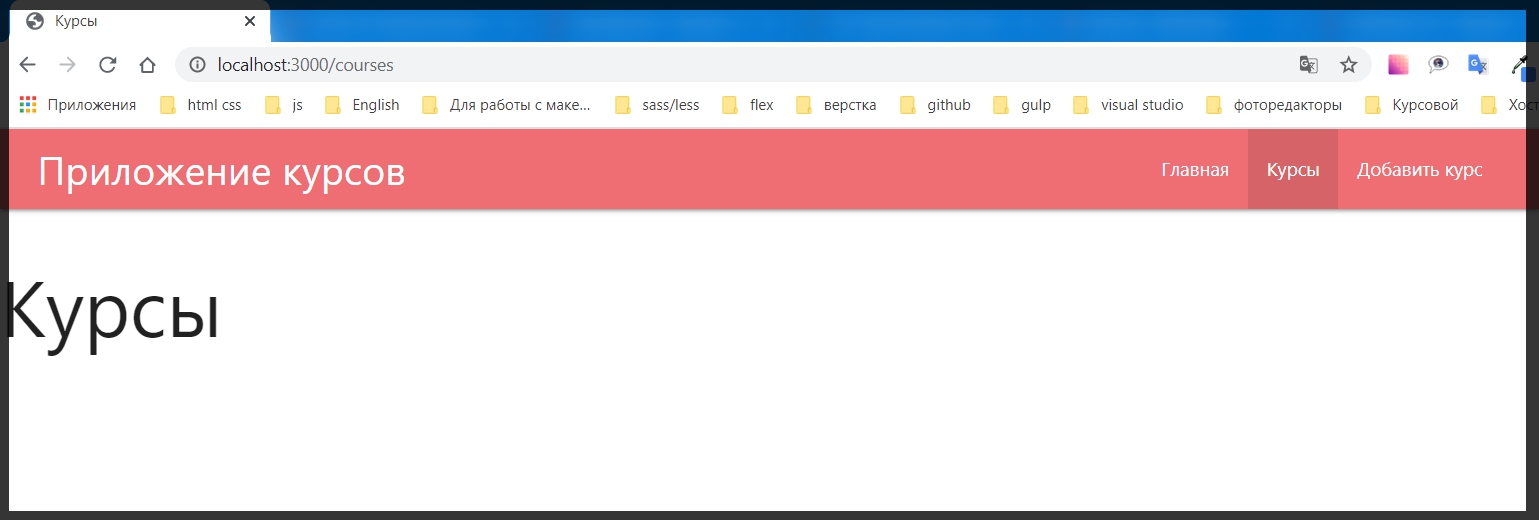 Курсы
localhost:3000/courses
Приложения html css js English Для работы с маке... sass/less flex верстка github gulp visual studio фоторедакторы Курсовой
Приложение курсов Главная Курсы Добавить курс
Курсы